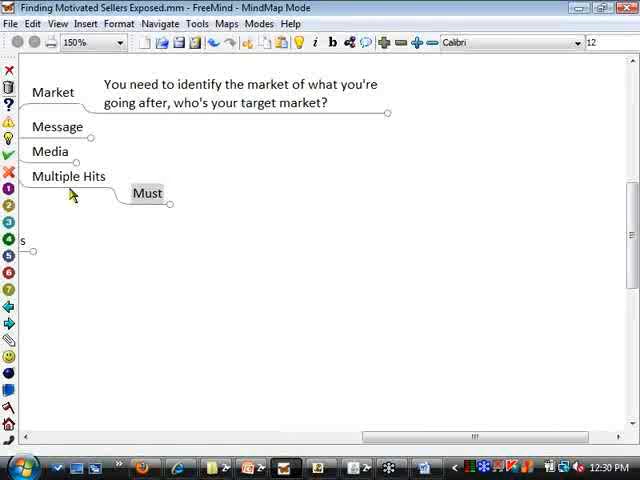 Finding Motivated Sellers Exposed.mm - FreeMind - MindMap Mode
File Edit View Insert Format Navigate Tools Maps Modes Help
150% Calibri 12
Market
You need to identify the market of what you're
going after, who's your target market?
Message
Media
Multiple Hits
Must
s
12:30 PM